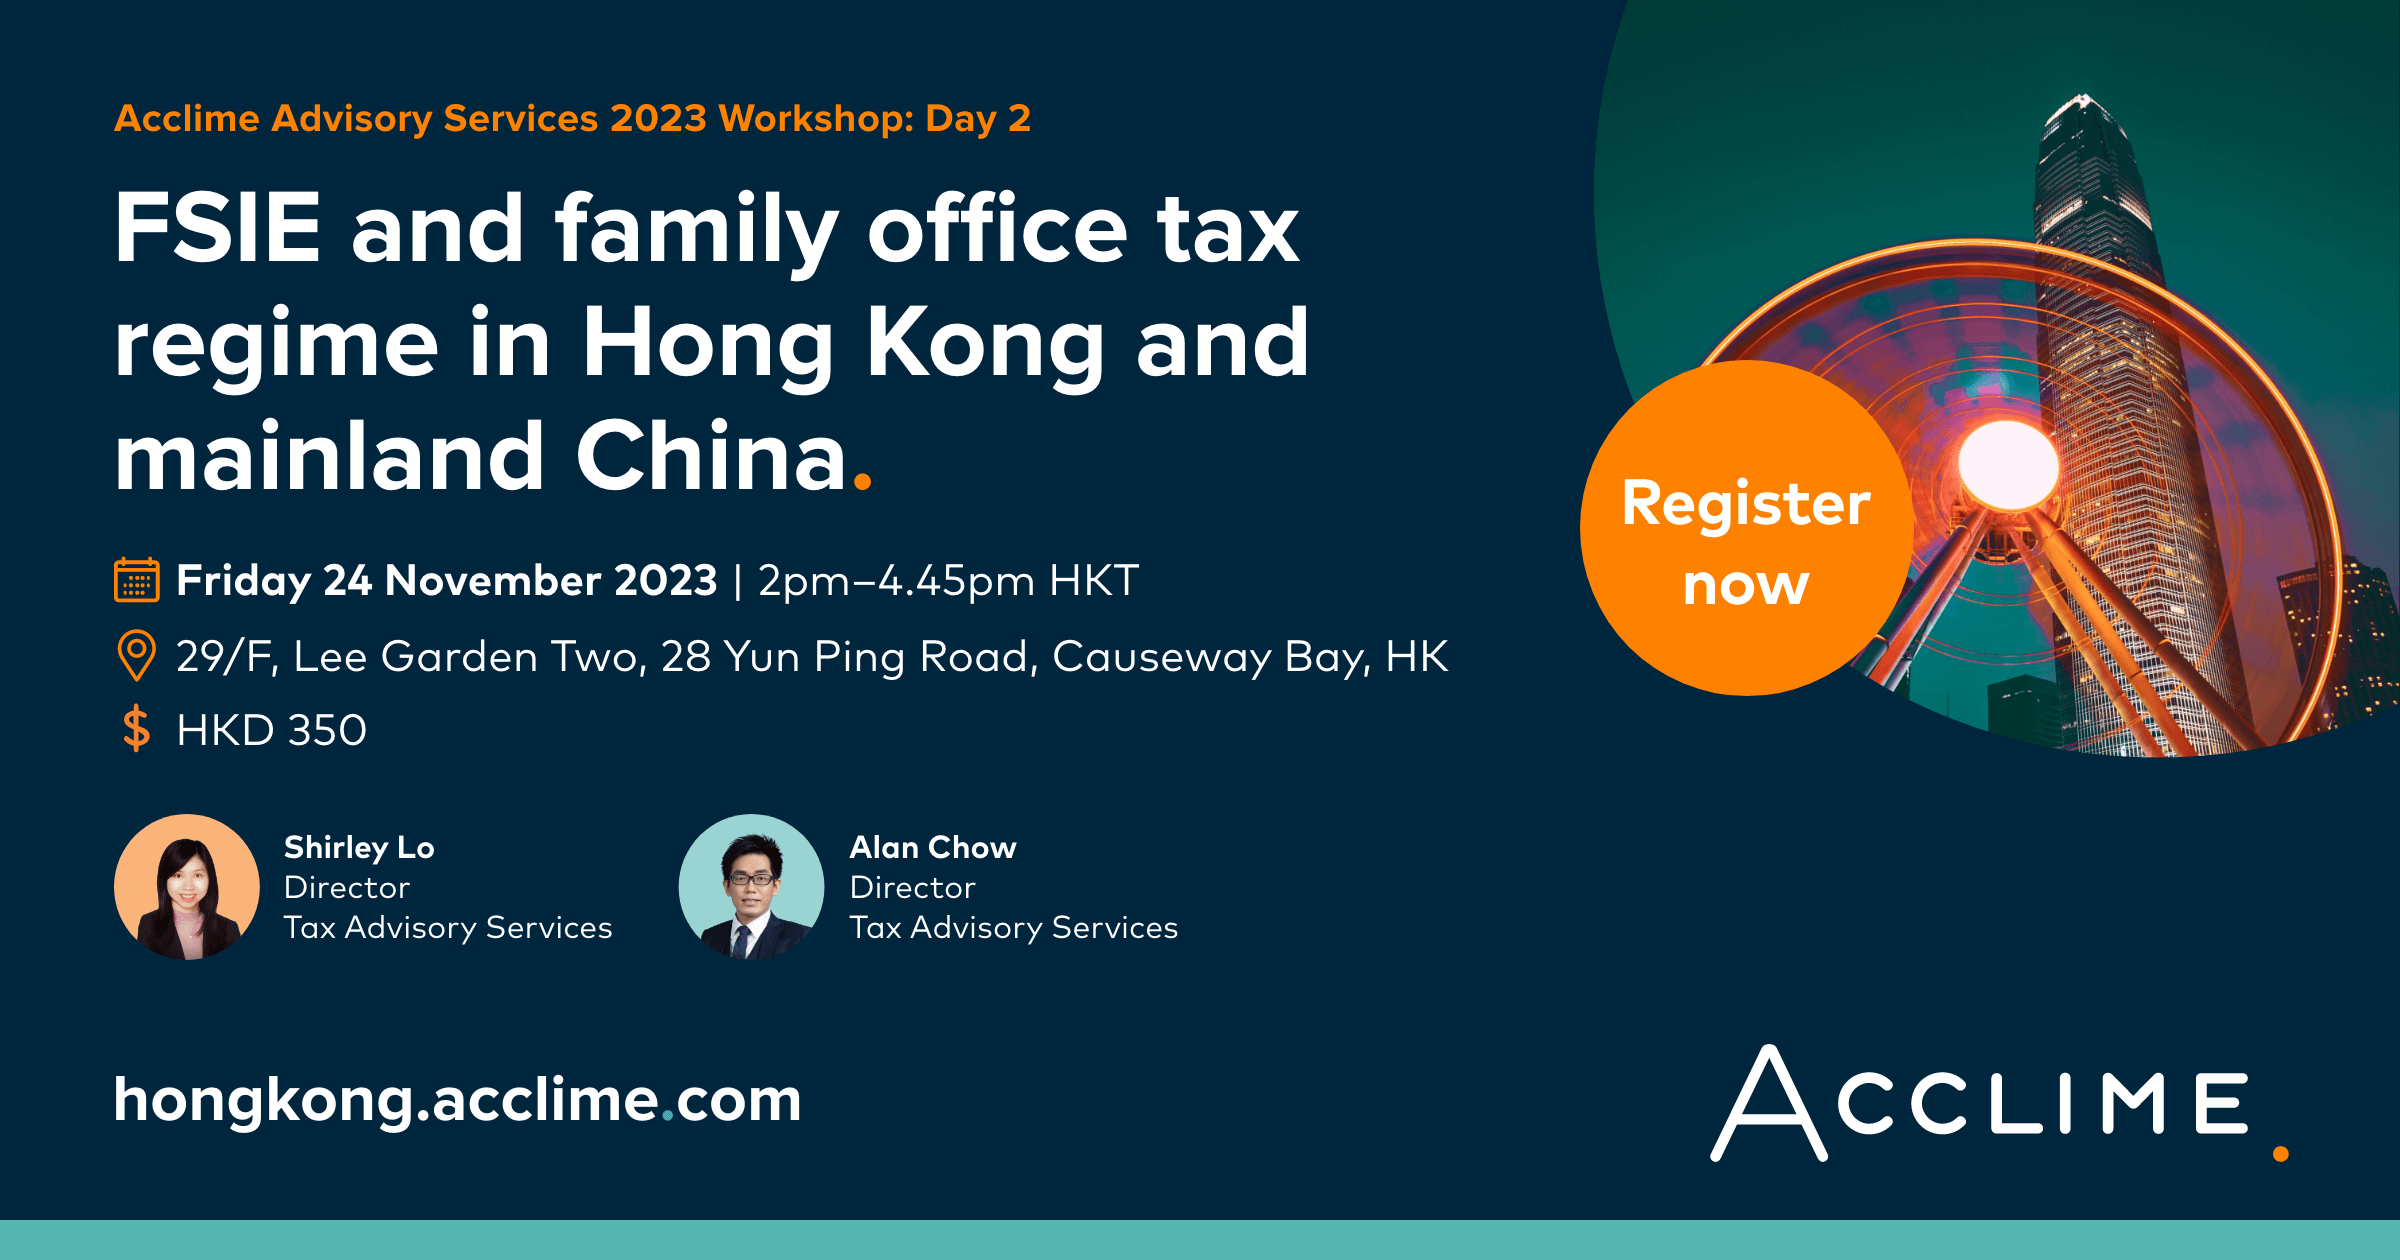 Acclime Advisory Services 2023 Workshop: Day 2
FSIE and family office tax
regime in Hong Kong and
mainland China.
Friday 24 November 2023 | 2pm–4.45pm HKT
29/F, Lee Garden Two, 28 Yun Ping Road, Causeway Bay, HK
$ HKD 350
Register
now
Shirley Lo
Director
Tax Advisory Services
Alan Chow
Director
Tax Advisory Services
hongkong.acclime.com
ACCLIME.